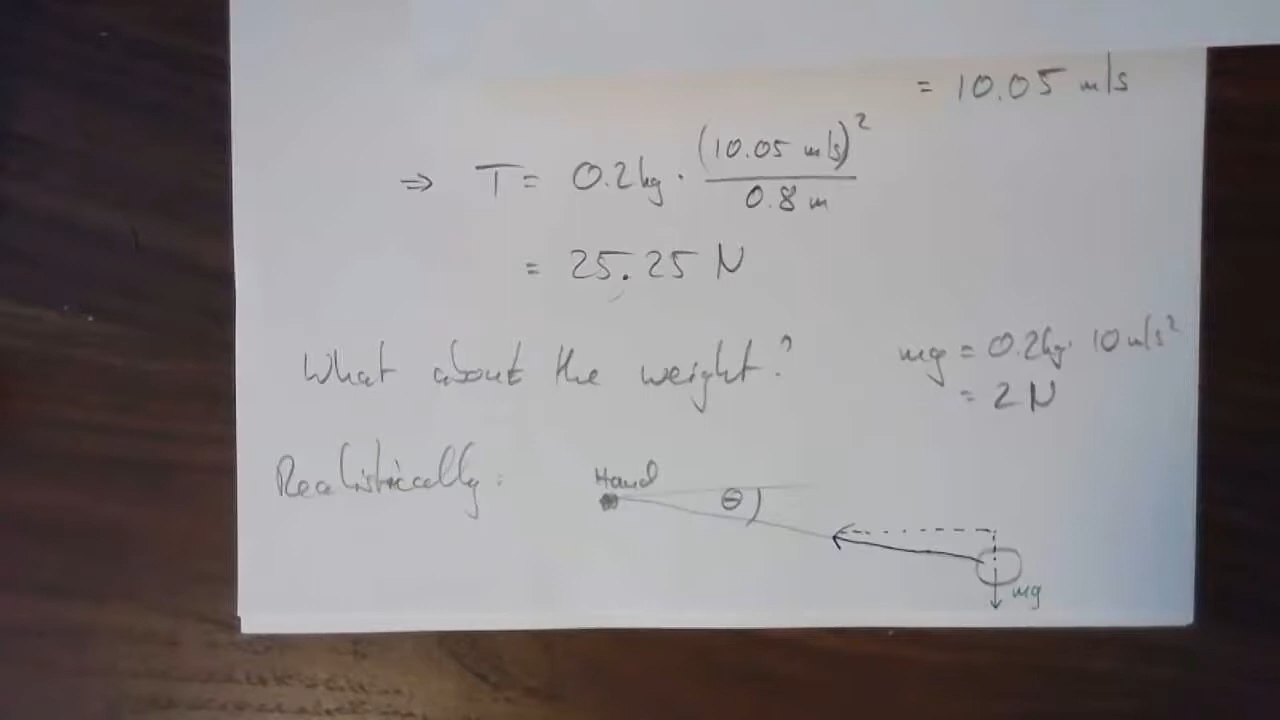 = 10.05 m/s
⇒ T = 0.2kg · (10.05 m/s)² / 0.8 m
= 25.25 N
What about the weight?
mg = 0.2kg · 10 m/s²
= 2 N
Realistically:
Hand
Θ
mg